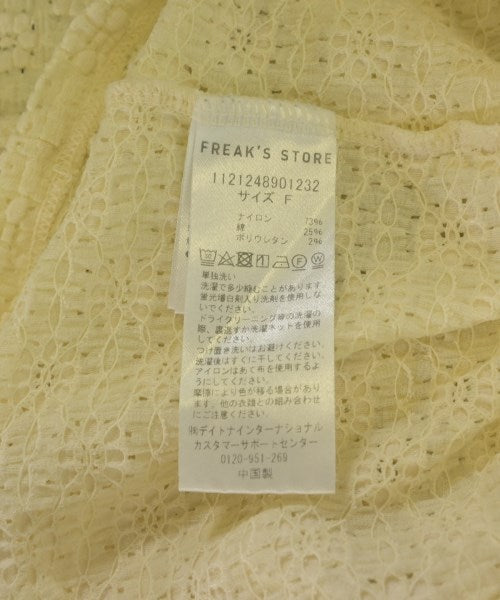 FREAK'S STORE
1121248901232
サイズ F
ナイロン 73%
綿 25%
ポリウレタン 2%
単独洗い
洗濯で多少縮むことがあります
蛍光増白剤入り洗剤を使用しな
いでください。
ドライクリーニング時の洗濯の
際、裏返すか洗濯ネットを使用
してください。
つけ置き洗いはお避けください。
洗濯後はすぐに干してください。
アイロンはあて布を使用するよ
うにしてください
摩擦により色が移る場合があり
ます。他の衣類との組み合わせ
にご注意ください。
㈱デイトナインターナショナル
カスタマーサポートセンター
0120-951-269
中国製